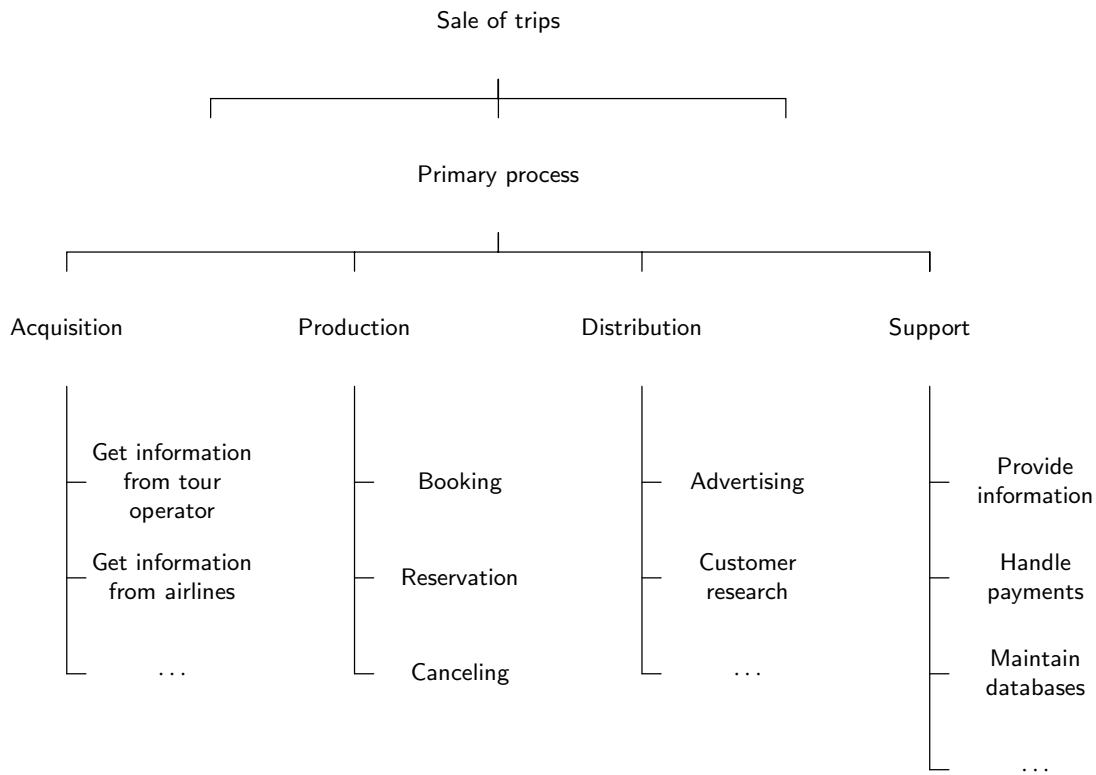 Sale of trips
Primary process
Acquisition
Production
Distribution
Support
Get information
from tour
operator
Booking
Advertising
Provide
information
Get information
from airlines
Reservation
Customer
research
Handle
payments
...
Canceling
...
Maintain
databases
...